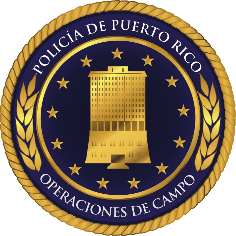 POLICÍA DE PUERTO RICO
OPERACIONES DE CAMPO